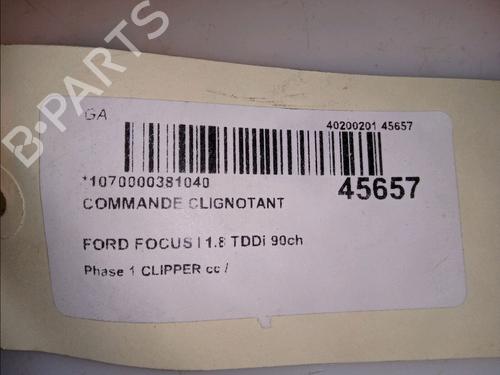 GA
40200201 45657
*1070000381040
45657
COMMANDE CLIGNOTANT
FORD FOCUS I 1.8 TDDi 90ch
Phase 1 CLIPPER cc /
B-PARTS